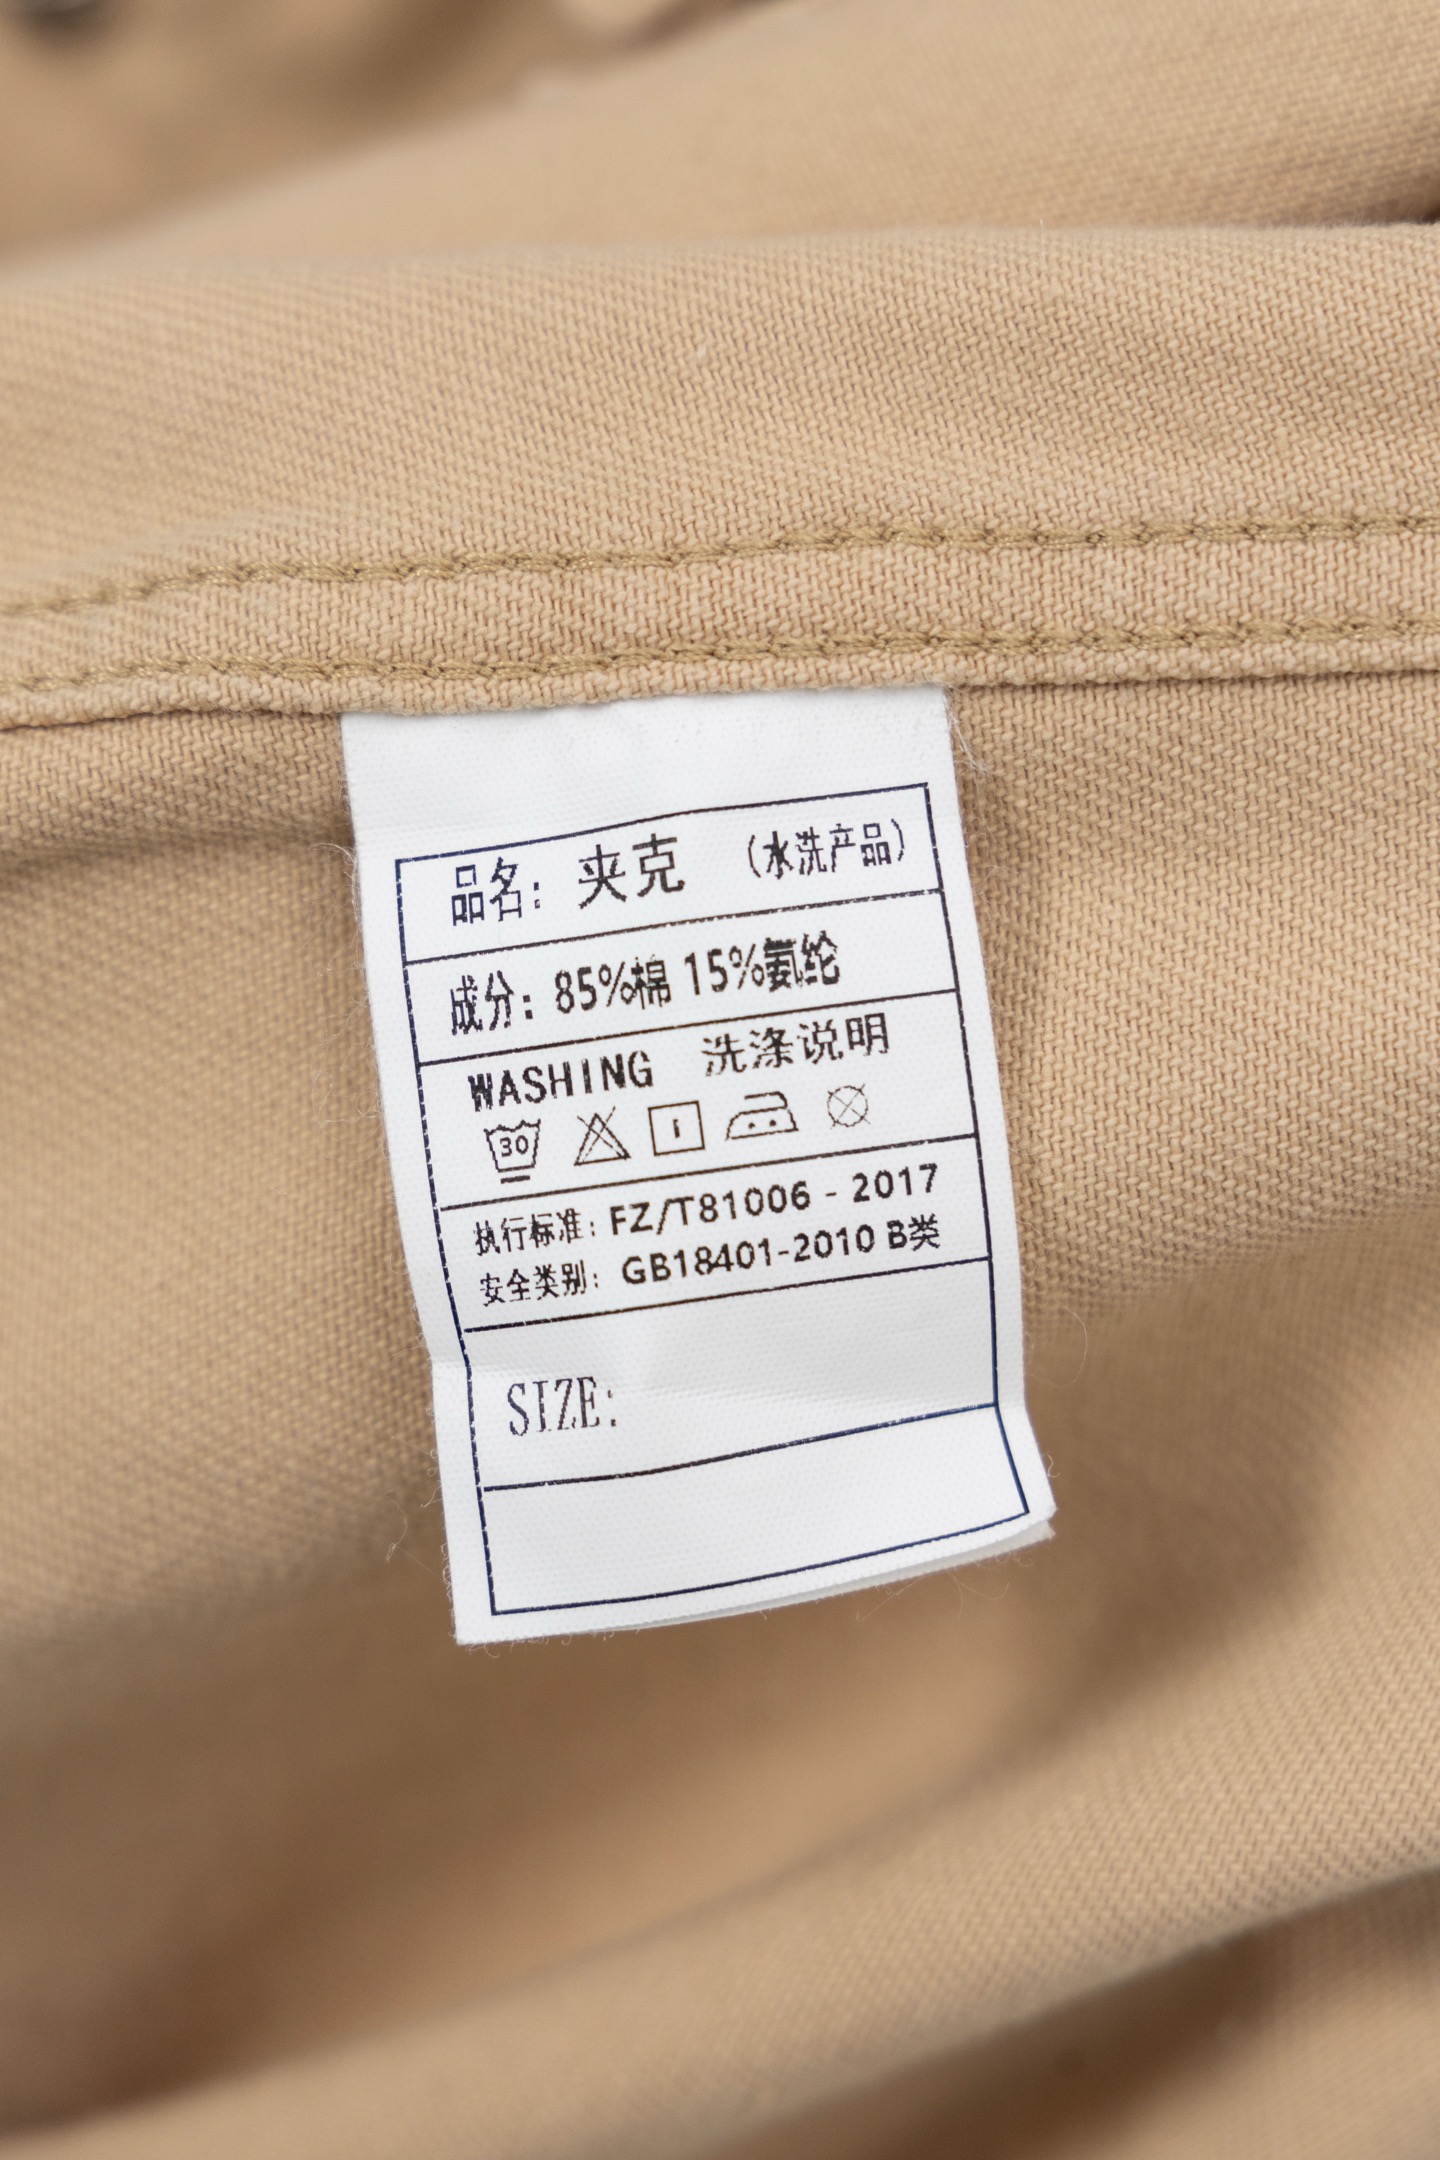 品名：夹克 （水洗产品）
成分：85%棉 15%氨纶
WASHING 洗涤说明
30
执行标准：FZ/T81006 - 2017
安全类别：GB18401-2010 B类
SIZE: